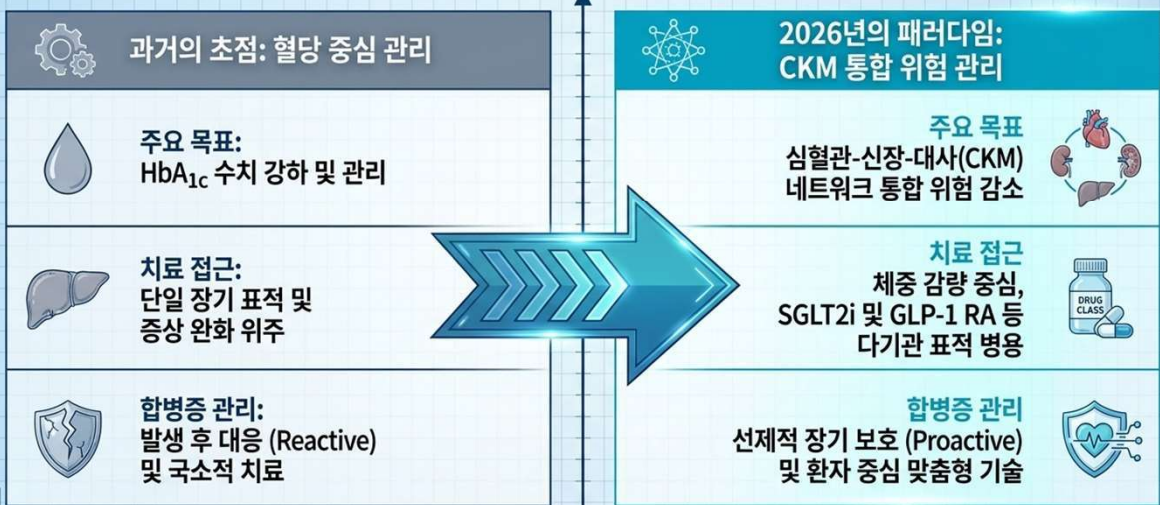 과거의 초점: 혈당 중심 관리
주요 목표:
HbA1c 수치 강하 및 관리
치료 접근:
단일 장기 표적 및
증상 완화 위주
합병증 관리:
발생 후 대응 (Reactive)
및 국소적 치료
2026년의 패러다임:
CKM 통합 위험 관리
주요 목표
심혈관-신장-대사(CKM)
네트워크 통합 위험 감소
치료 접근
체중 감량 중심,
SGLT2i 및 GLP-1 RA 등
다기관 표적 병용
DRUG
CLASS
합병증 관리
선제적 장기 보호 (Proactive)
및 환자 중심 맞춤형 기술